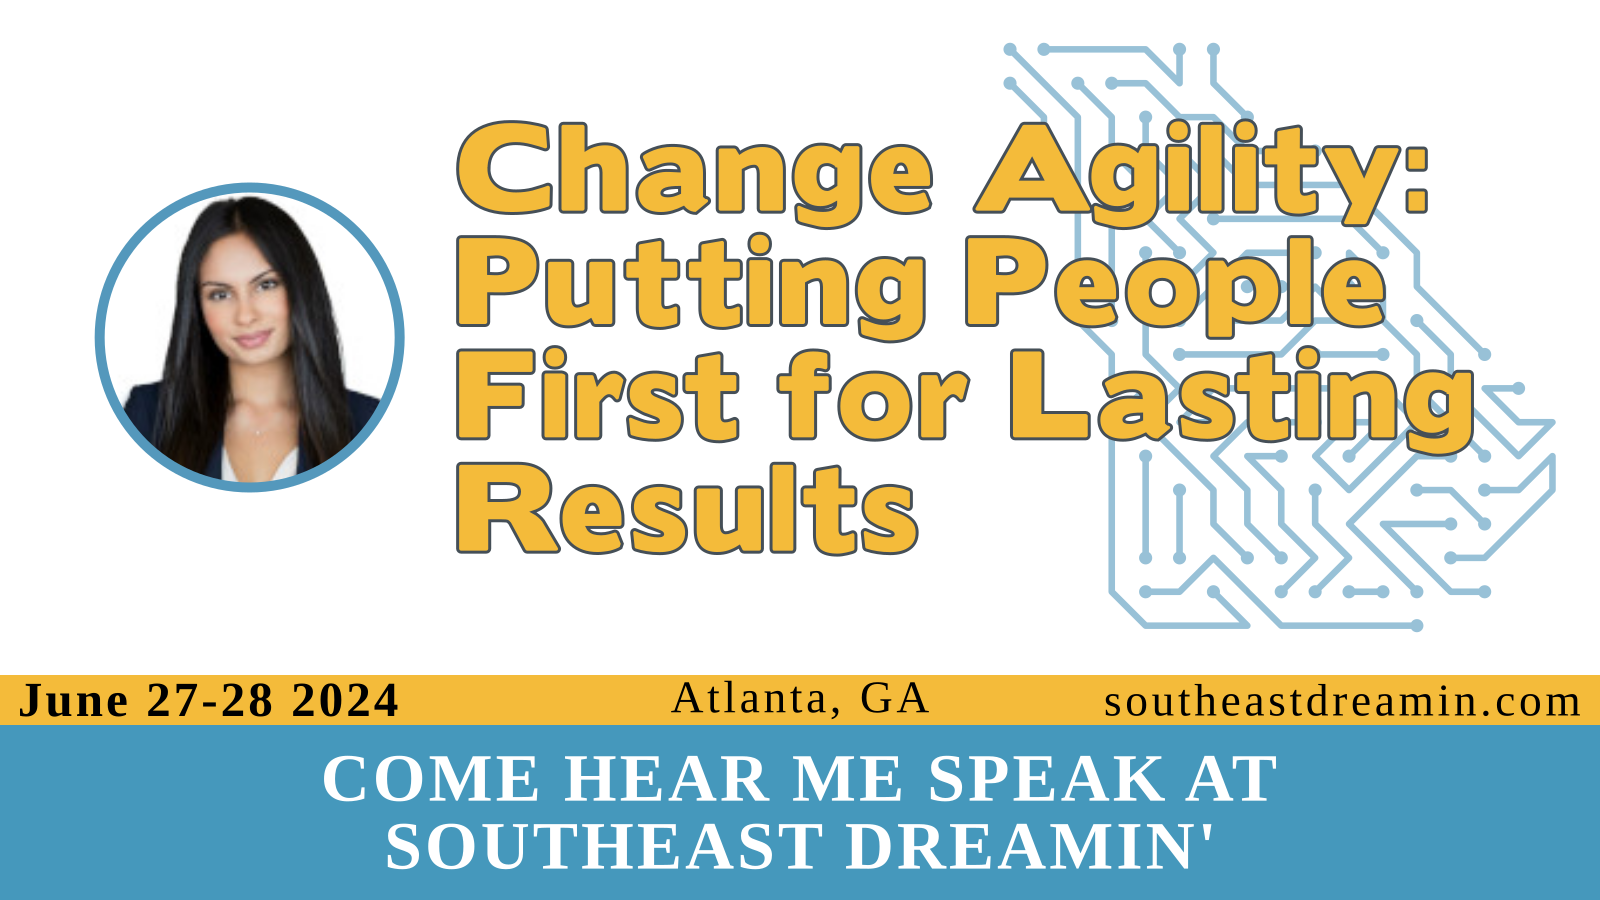 Change Agility:
Putting People
First for Lasting
Results
June 27-28 2024
Atlanta, GA
southeastdreamin.com
COME HEAR ME SPEAK AT
SOUTHEAST DREAMIN'